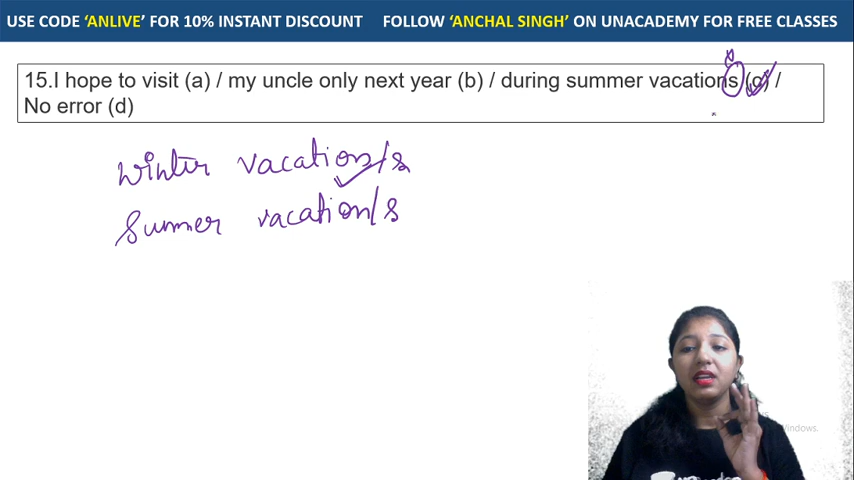 USE CODE ‘ANLIVE’ FOR 10% INSTANT DISCOUNT FOLLOW ‘ANCHAL SINGH’ ON UNACADEMY FOR FREE CLASSES
15.I hope to visit (a) / my uncle only next year (b) / during summer vacations (c) /
No error (d)
Winter vacation/s
Summer vacation/s